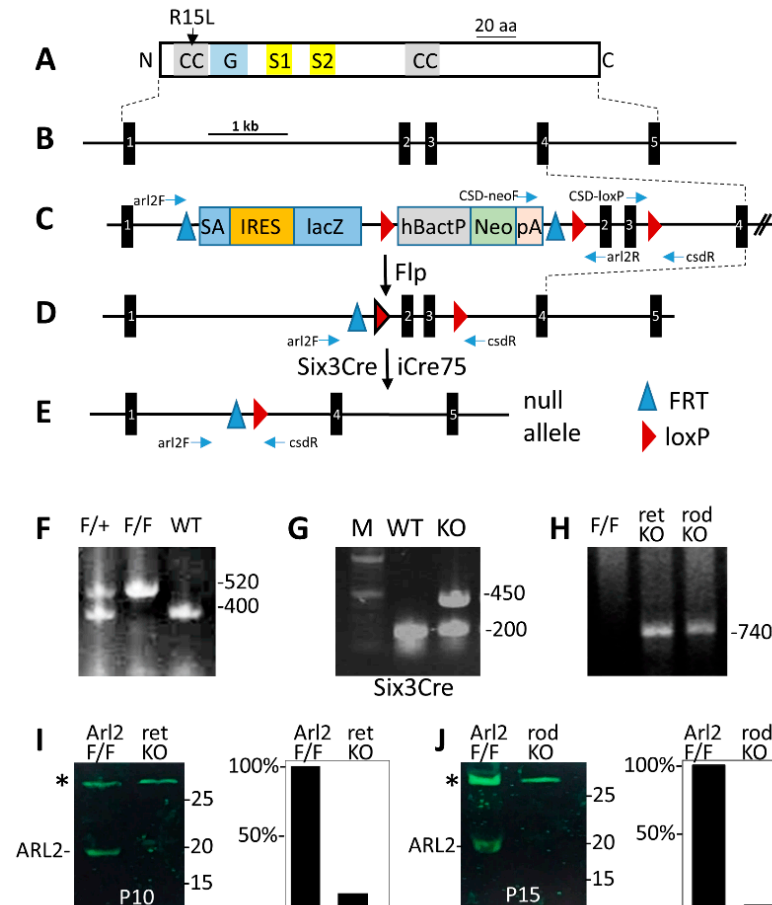 R15L
20 aa
A N CC G S1 S2 CC C
1 kb
B 1 2 3 4 5
arl2F CSD-neoF CSD-loxP
C 1 SA IRES lacZ hBactP Neo pA 2 3 4
arl2R csdR
Flp
D 1 2 3 4 5
arl2F csdR
Six3Cre iCre75
E 1 4 5 null FRT
allele loxP
arl2F csdR
F F/+ F/F WT
-520
-400
G M WT KO
-450
-200
Six3Cre
H F/F ret rod
KO KO
-740
I Arl2 ret
F/F KO
*
-25
ARL2- -20
-15
P10
Arl2 ret
F/F KO
100%-
50%-
J Arl2 rod
F/F KO
*
-25
ARL2- -20
-15
P15
Arl2 rod
F/F KO
100%-
50%-